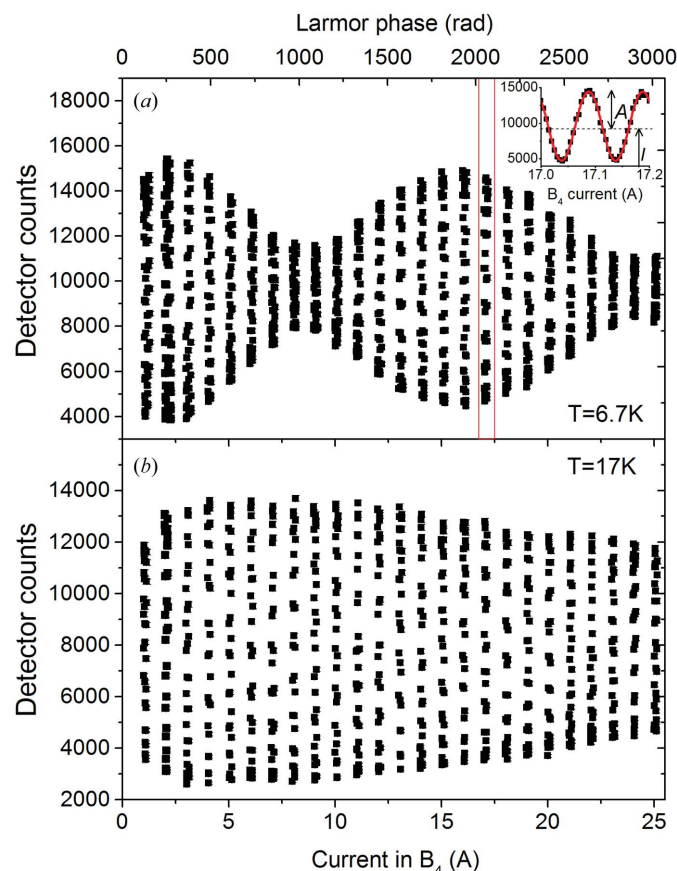 Larmor phase (rad)
0 500 1000 1500 2000 2500 3000
(a)
18000
16000
14000
12000
10000
8000
6000
4000
Detector counts
15000
10000
5000
A
I
17.0 17.1 17.2
B₄ current (A)
T=6.7K
(b)
T=17K
14000
12000
10000
8000
6000
4000
2000
Detector counts
0 5 10 15 20 25
Current in B₄ (A)